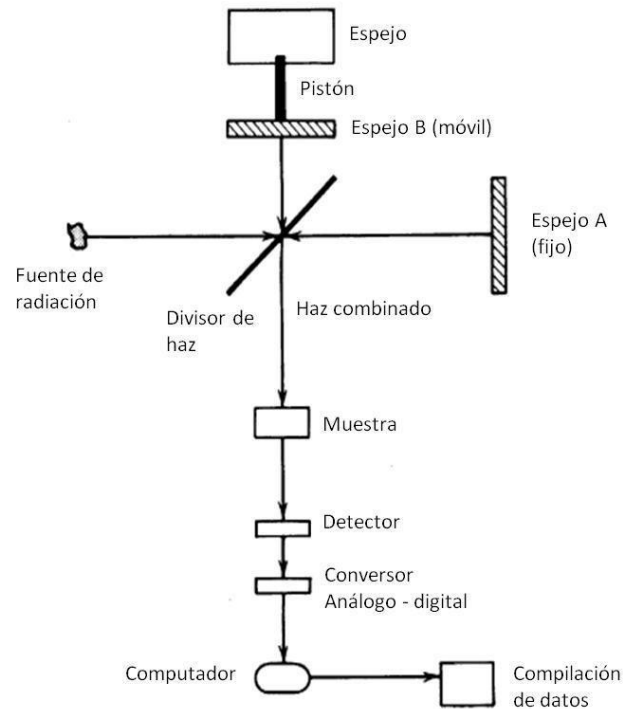 Espejo
Pistón
Espejo B (móvil)
Espejo A
(fijo)
Fuente de
radiación
Divisor de
haz
Haz combinado
Muestra
Detector
Conversor
Análogo - digital
Computador
Compilación
de datos